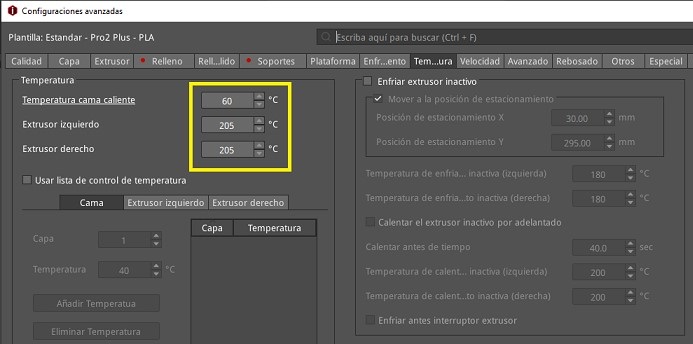 Configuraciones avanzadas
Plantilla: Estandar - Pro2 Plus - PLA
Escriba aquí para buscar (Ctrl + F)
Calidad Capa Extrusor Relleno Rell...lido Soportes Plataforma Enfr...ento Tem...ura Velocidad Avanzado Rebosado Otros Especial
Temperatura
Temperatura cama caliente 60 °C
Extrusor izquierdo 205 °C
Extrusor derecho 205 °C
Usar lista de control de temperatura
Cama Extrusor izquierdo Extrusor derecho
Capa 1
Temperatura 40 °C
Añadir Temperatua
Eliminar Temperatura
Capa Temperatura
Enfriar extrusor inactivo
Mover a la posición de estacionamiento
Posición de estacionamiento X 30.00 mm
Posición de estacionamiento Y 295.00 mm
Temperatura de enfria... inactiva (izquierda) 180 °C
Temperatura de enfria...to inactiva (derecha) 180 °C
Calentar el extrusor inactivo por adelantado
Calentar antes de tiempo 40.0 sec
Temperatura de calent... inactiva (izquierda) 200 °C
Temperatura de calent...to inactiva (derecha) 200 °C
Enfriar antes interruptor extrusor